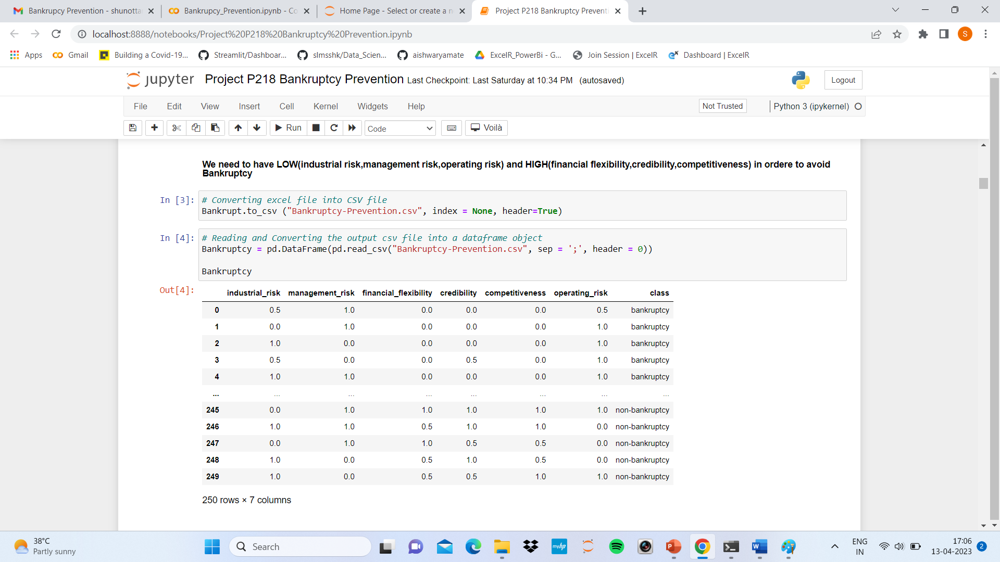 Bankrupcy Prevention - shunotta
Bankrupcy_Prevention.ipynb - Co
Home Page - Select or create a n
Project P218 Bankruptcy Preventi
localhost:8888/notebooks/Project%20P218%20Bankruptcy%20Prevention.ipynb
S
Apps
Gmail
Building a Covid-19...
Streamlit/Dashboar...
slmsshk/Data_Scien...
aishwaryamate
ExcelR_PowerBi - G...
Join Session | ExcelR
Dashboard | ExcelR
jupyter Project P218 Bankruptcy Prevention Last Checkpoint: Last Saturday at 10:34 PM (autosaved)
Logout
File Edit View Insert Cell Kernel Widgets Help
Not Trusted
Python 3 (ipykernel)
Run
Code
Voilà
We need to have LOW(industrial risk,management risk,operating risk) and HIGH(financial flexibility,credibility,competitiveness) in ordere to avoid
Bankruptcy
In [3]: # Converting excel file into CSV file
Bankrupt.to_csv ("Bankruptcy-Prevention.csv", index = None, header=True)
In [4]: # Reading and Converting the output csv file into a dataframe object
Bankruptcy = pd.DataFrame(pd.read_csv("Bankruptcy-Prevention.csv", sep = ';', header = 0))
Bankruptcy
Out[4]:
industrial_risk management_risk financial_flexibility credibility competitiveness operating_risk class
0 0.5 1.0 0.0 0.0 0.0 0.5 bankruptcy
1 0.0 1.0 0.0 0.0 0.0 1.0 bankruptcy
2 1.0 0.0 0.0 0.0 0.0 1.0 bankruptcy
3 0.5 0.0 0.0 0.5 0.0 1.0 bankruptcy
4 1.0 1.0 0.0 0.0 0.0 1.0 bankruptcy
... ... ... ... ... ... ... ...
245 0.0 1.0 1.0 1.0 1.0 1.0 non-bankruptcy
246 1.0 1.0 0.5 1.0 1.0 0.0 non-bankruptcy
247 0.0 1.0 1.0 0.5 0.5 0.0 non-bankruptcy
248 1.0 0.0 0.5 1.0 0.5 0.0 non-bankruptcy
249 1.0 0.0 0.5 0.5 1.0 1.0 non-bankruptcy
250 rows × 7 columns
38°C
Partly sunny
Search
myhp
P
W
ENG
IN
17:06
13-04-2023
2